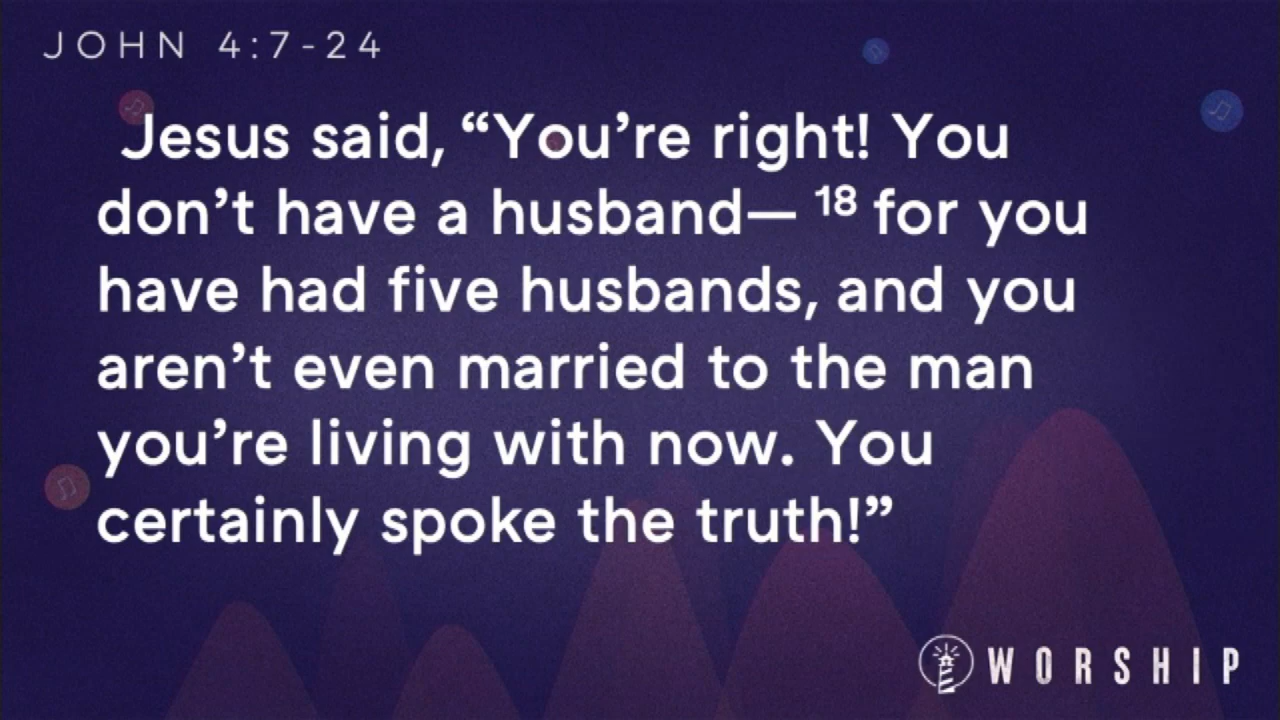 JOHN 4:7-24
Jesus said, “You’re right! You
don’t have a husband— ¹⁸ for you
have had five husbands, and you
aren’t even married to the man
you’re living with now. You
certainly spoke the truth!”
WORSHIP